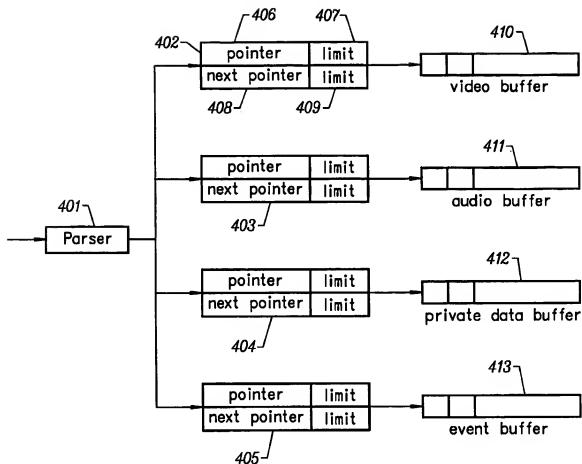 406 407 410
402 pointer limit
next pointer limit
408 409 video buffer
411
pointer limit
next pointer limit
403 audio buffer
401
Parser
412
pointer limit
next pointer limit
404 private data buffer
413
pointer limit
next pointer limit
405 event buffer